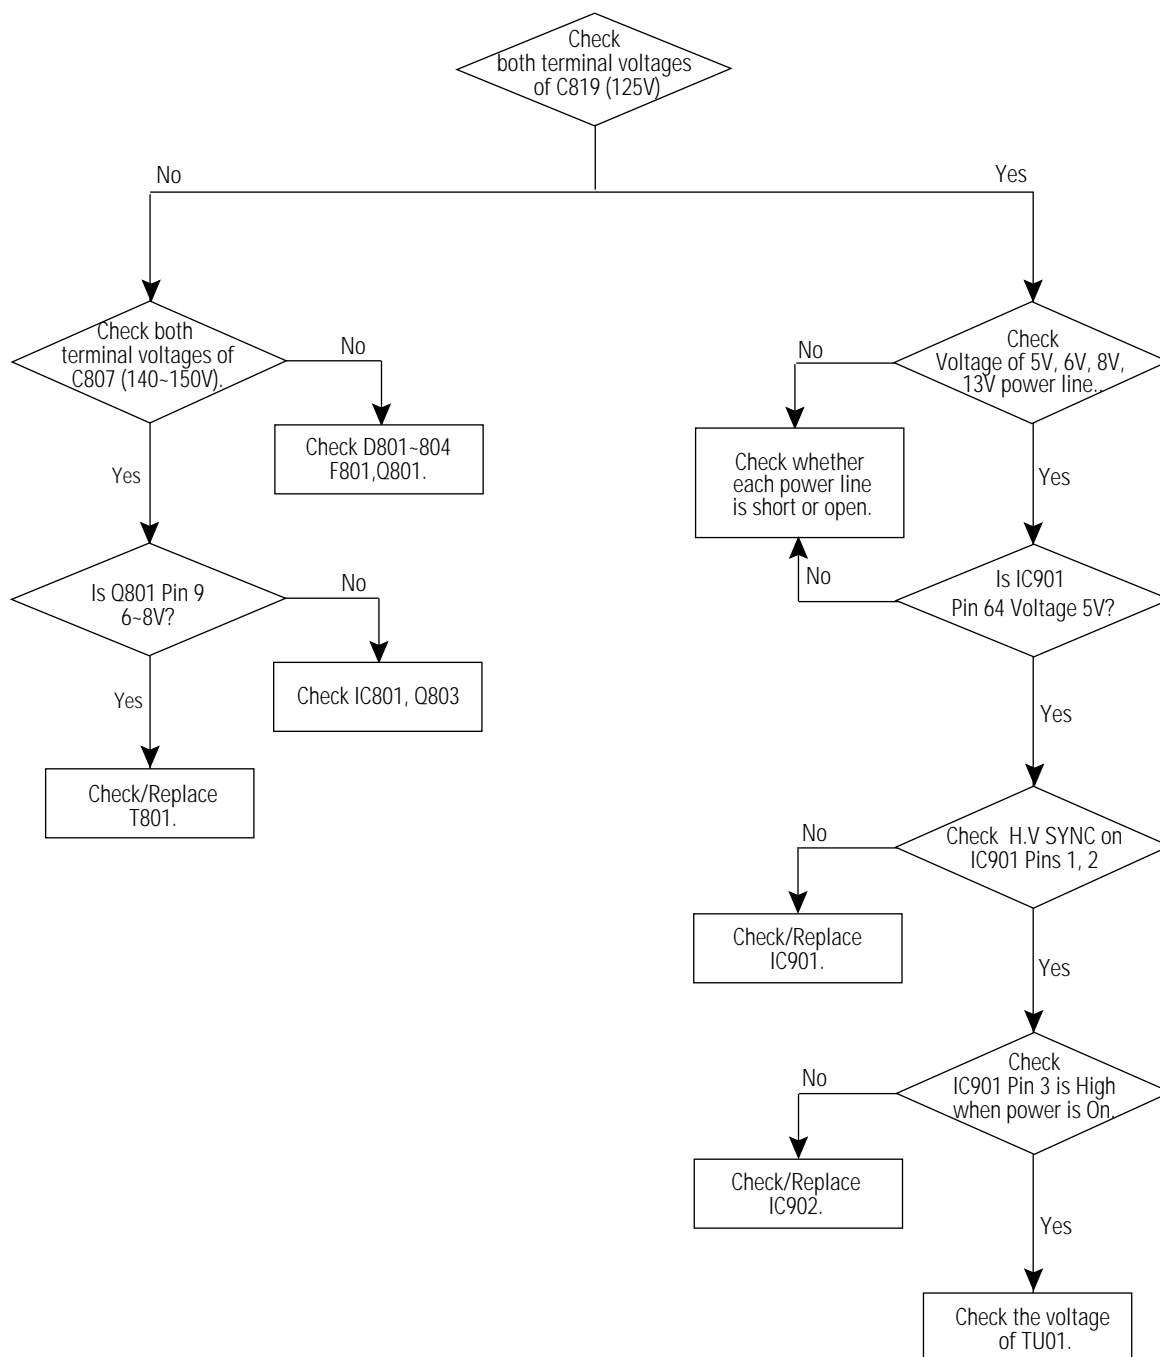 Check
both terminal voltages
of C819 (125V)
No
Yes
Check both
terminal voltages of
C807 (140~150V).
No
Check D801~804
F801,Q801.
Yes
Is Q801 Pin 9
6~8V?
No
Check IC801, Q803
Yes
Check/Replace
T801.
Check
Voltage of 5V, 6V, 8V,
13V power line..
No
Check whether
each power line
is short or open.
Yes
Is IC901
Pin 64 Voltage 5V?
No
Yes
Check H.V SYNC on
IC901 Pins 1, 2
No
Check/Replace
IC901.
Yes
Check
IC901 Pin 3 is High
when power is On.
No
Check/Replace
IC902.
Yes
Check the voltage
of TU01.